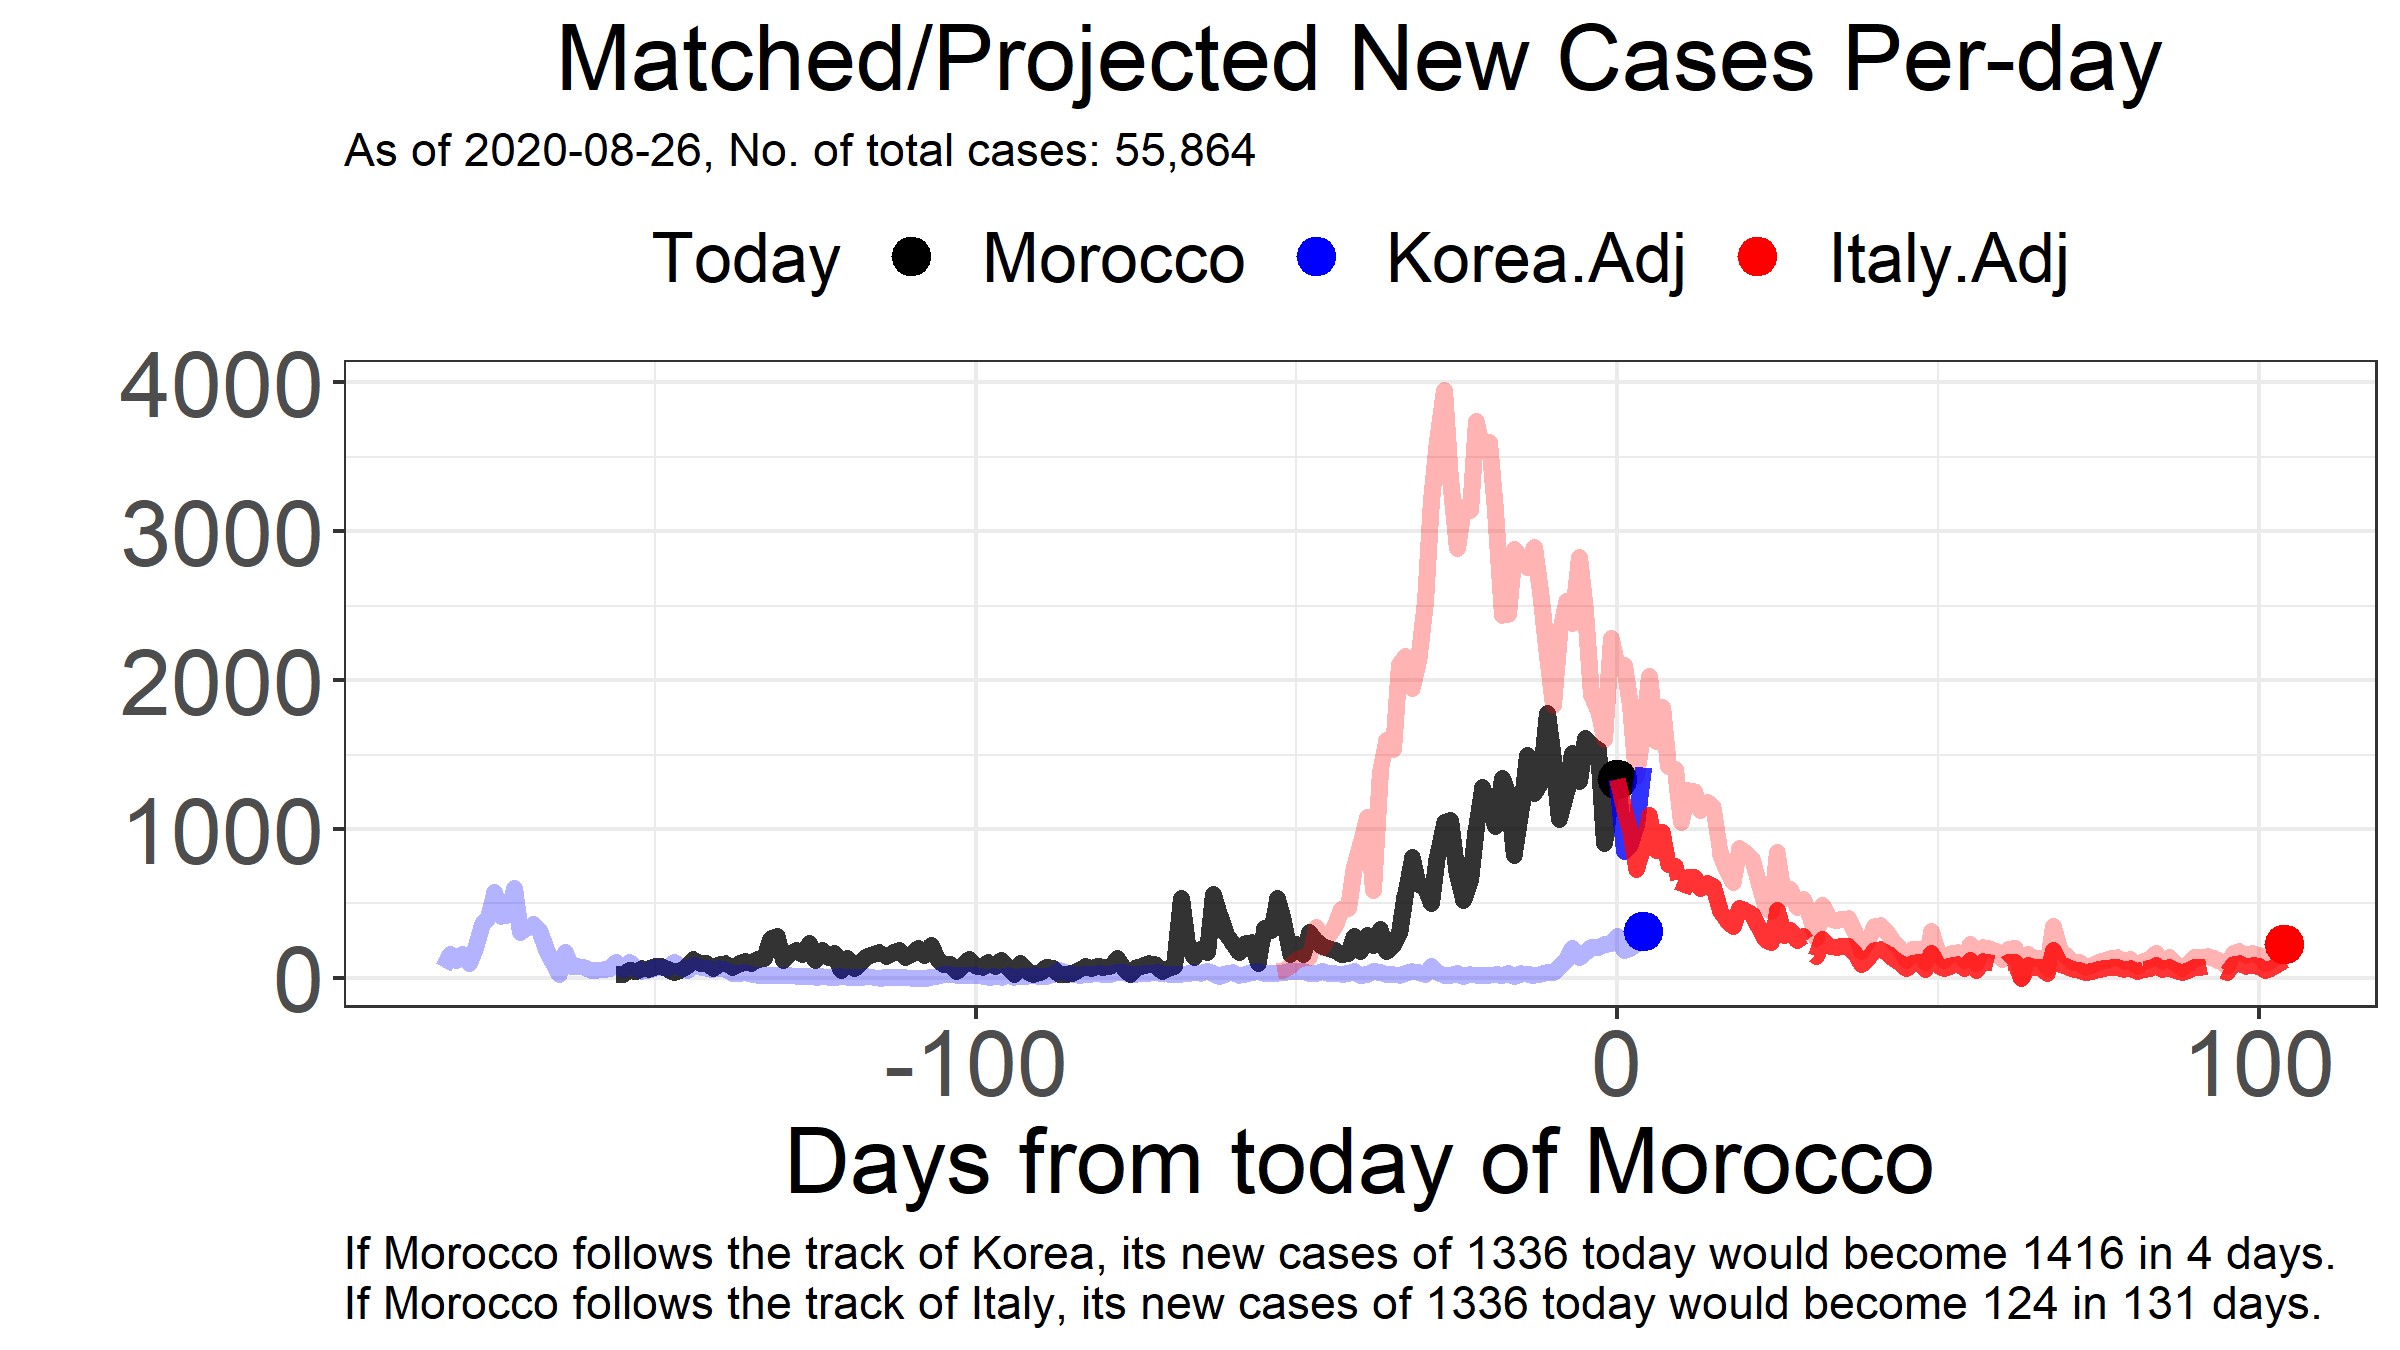 Matched/Projected New Cases Per-day
As of 2020-08-26, No. of total cases: 55,864
Today Morocco Korea.Adj Italy.Adj
4000
3000
2000
1000
0
-100 0 100
Days from today of Morocco
If Morocco follows the track of Korea, its new cases of 1336 today would become 1416 in 4 days.
If Morocco follows the track of Italy, its new cases of 1336 today would become 124 in 131 days.